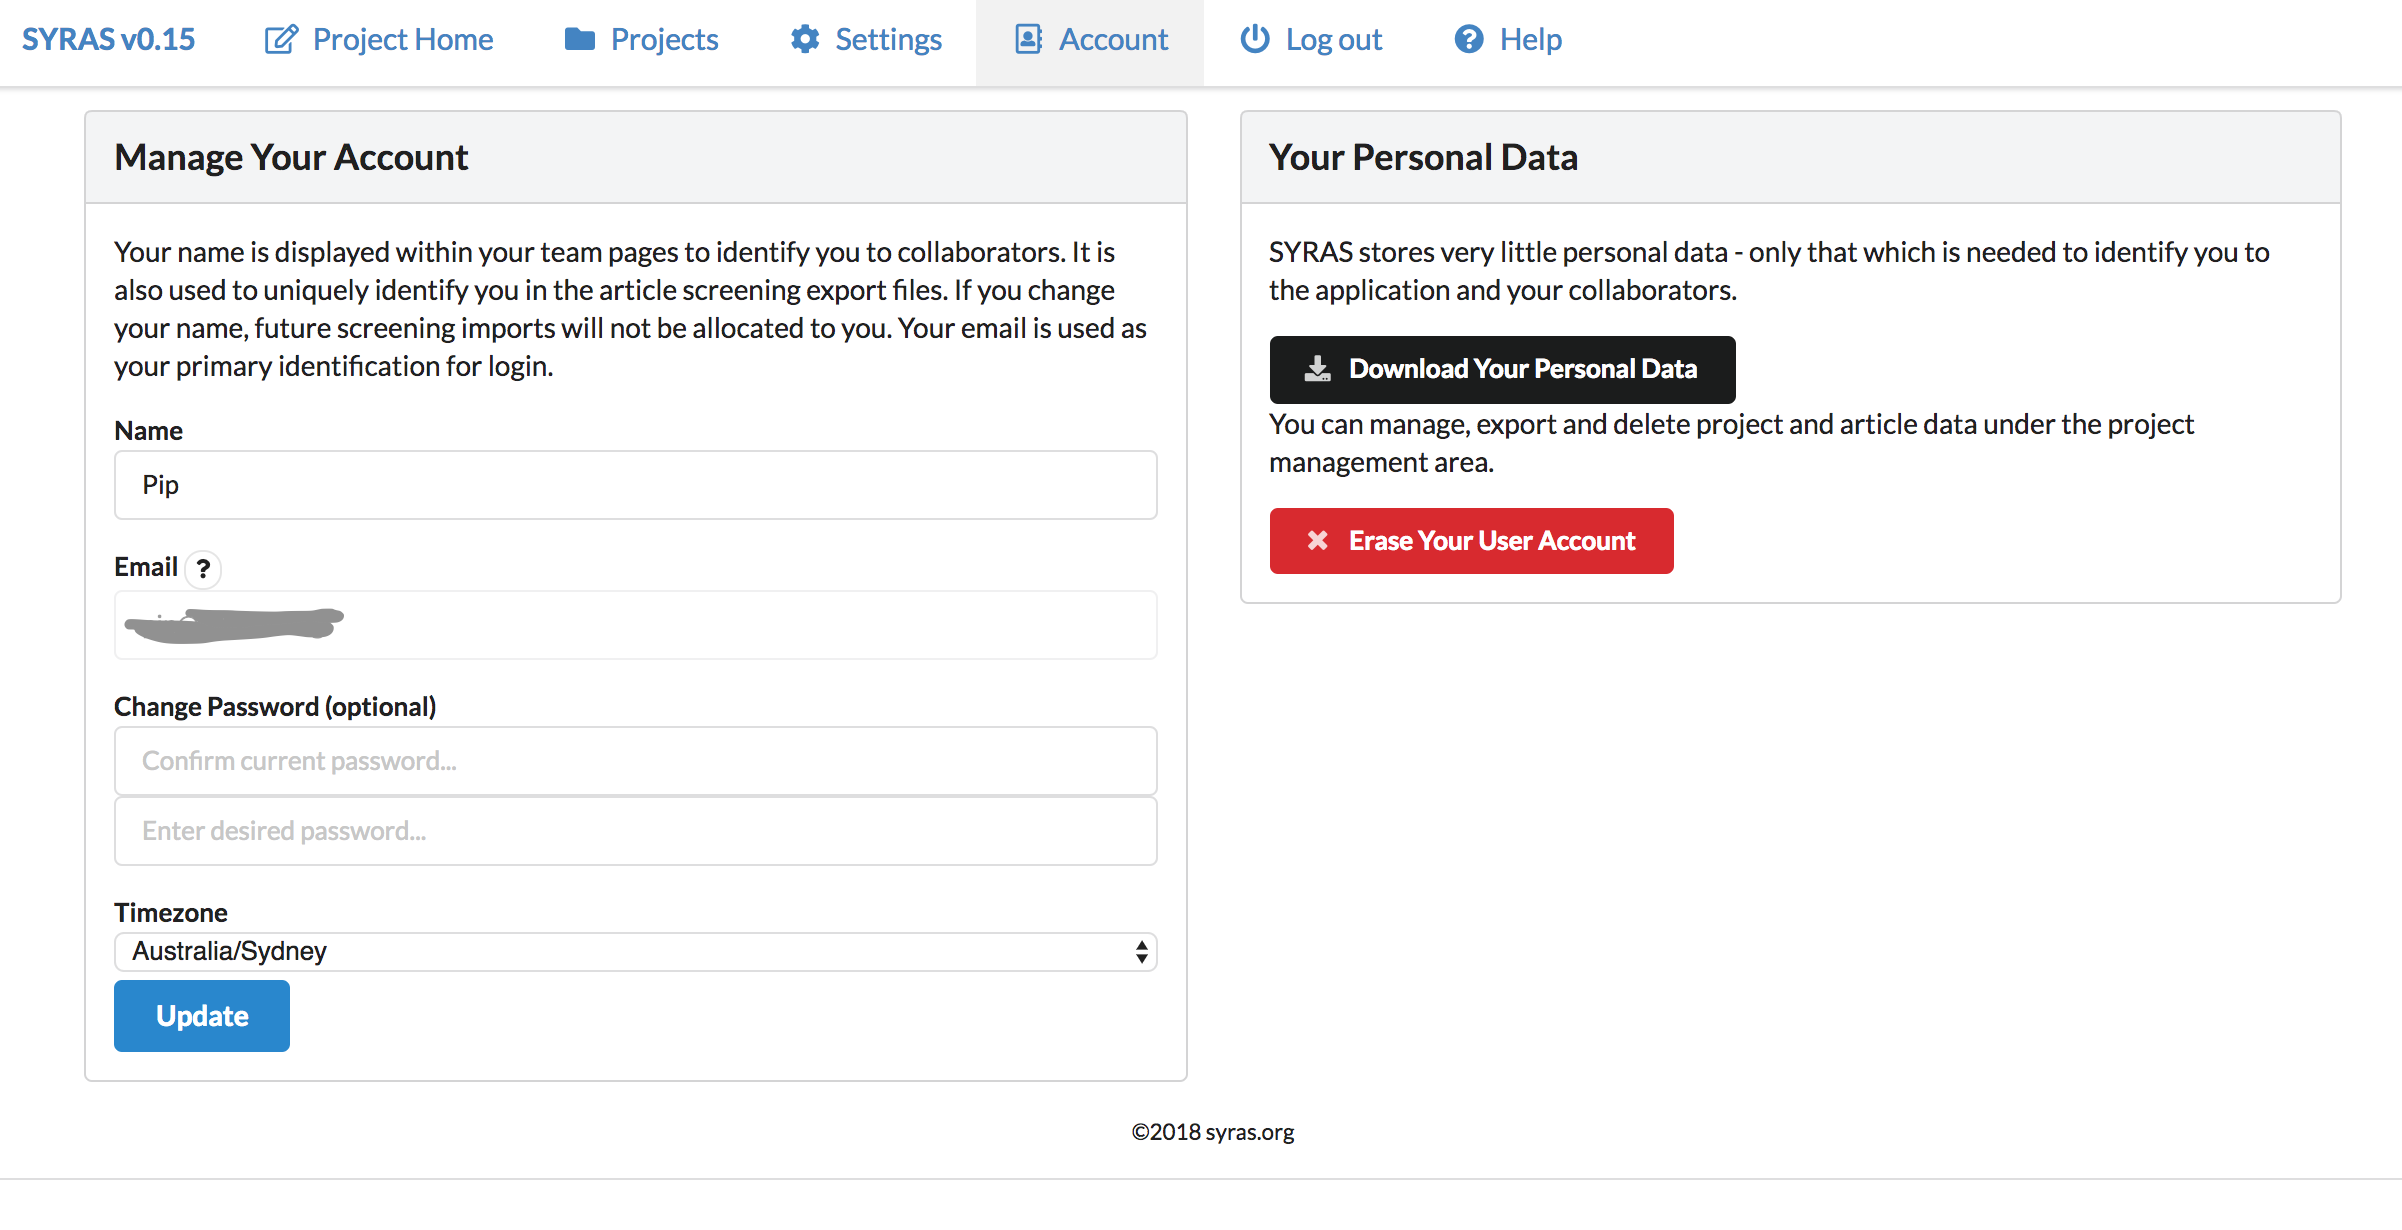 SYRAS v0.15 Project Home Projects Settings Account Log out Help
Manage Your Account
Your name is displayed within your team pages to identify you to collaborators. It is
also used to uniquely identify you in the article screening export files. If you change
your name, future screening imports will not be allocated to you. Your email is used as
your primary identification for login.
Name
Pip
Email ?
Change Password (optional)
Confirm current password...
Enter desired password...
Timezone
Australia/Sydney
Update
Your Personal Data
SYRAS stores very little personal data - only that which is needed to identify you to
the application and your collaborators.
Download Your Personal Data
You can manage, export and delete project and article data under the project
management area.
Erase Your User Account
©2018 syras.org